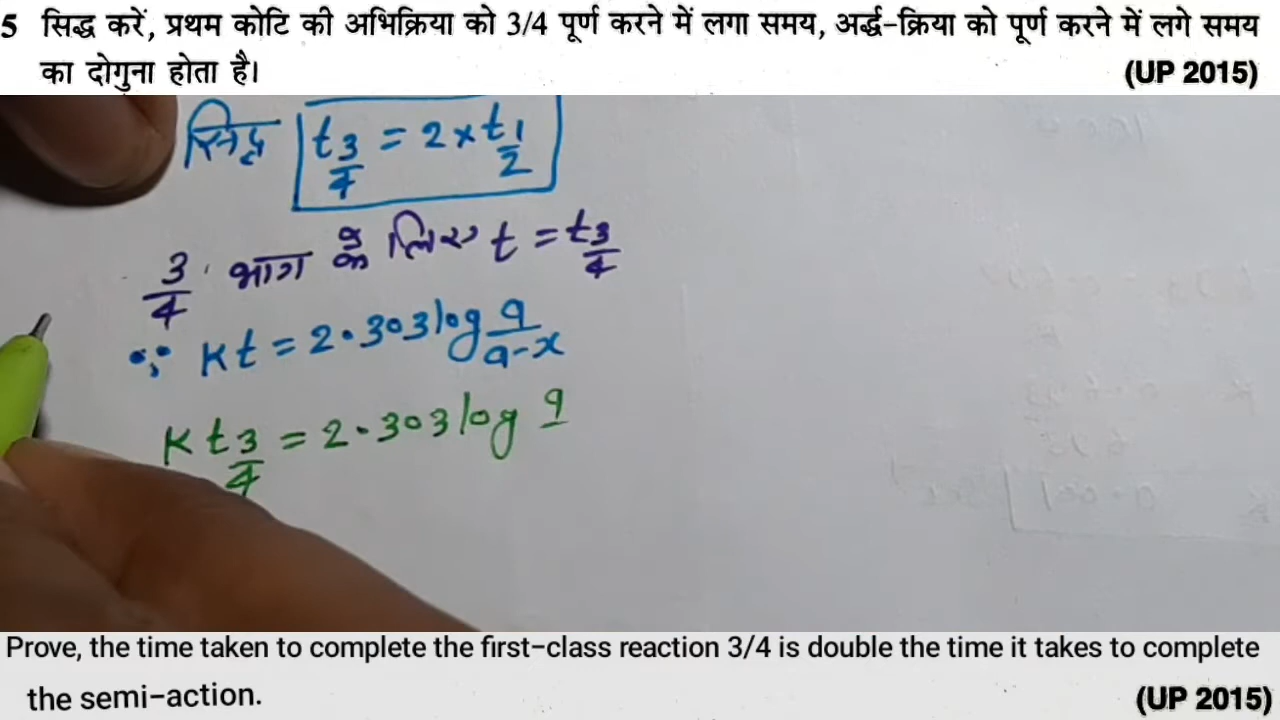 5 सिद्ध करें, प्रथम कोटि की अभिक्रिया को 3/4 पूर्ण करने में लगा समय, अर्द्ध-क्रिया को पूर्ण करने में लगे समय
का दोगुना होता है। (UP 2015)
सिद्ध t3/4 = 2×t1/2
3/4 भाग के लिए t = t3/4
∵ Kt = 2.303 log a/a-x
K t3/4 = 2.303 log a
Prove, the time taken to complete the first-class reaction 3/4 is double the time it takes to complete
the semi-action. (UP 2015)